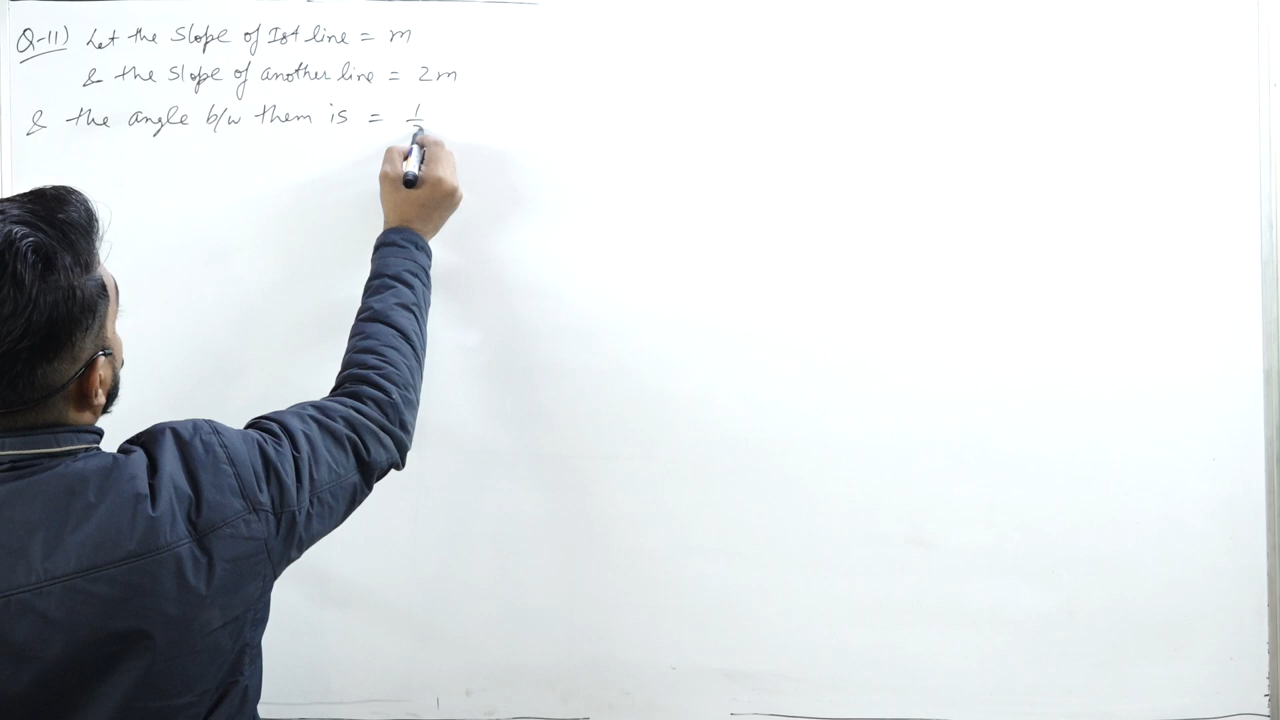 Q-11) Let the slope of Ist line = m
& the slope of another line = 2m
& the angle b/w them is = 1